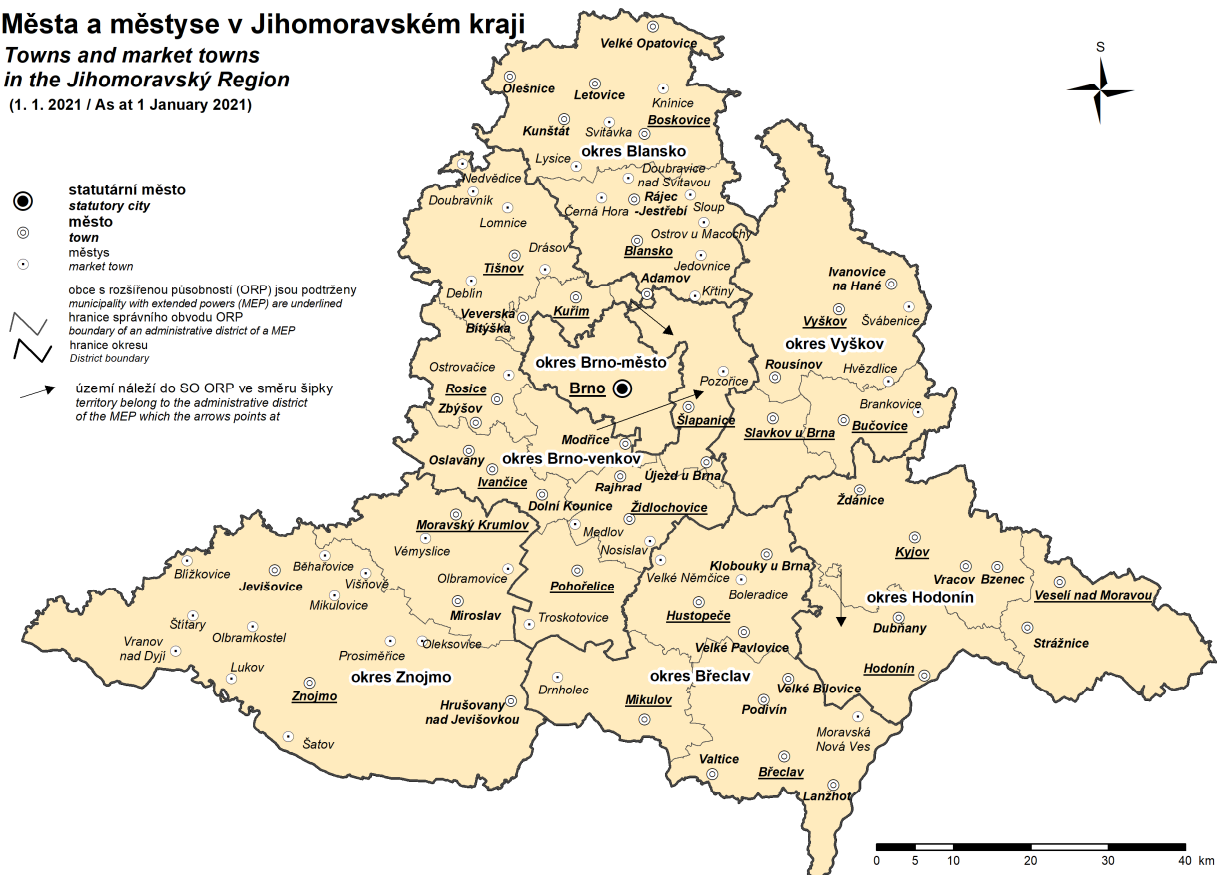 Města a městyse v Jihomoravském kraji
Towns and market towns
in the Jihomoravský Region
(1. 1. 2021 / As at 1 January 2021)
S
statutární město
statutory city
město
town
městys
market town
obce s rozšířenou působností (ORP) jsou podtrženy
municipality with extended powers (MEP) are underlined
hranice správního obvodu ORP
boundary of an administrative district of a MEP
hranice okresu
District boundary
území náleží do SO ORP ve směru šipky
territory belong to the administrative district
of the MEP which the arrows points at
Velké Opatovice
Olešnice
Letovice
Knínice
Boskovice
Kunštát
Svitávka
okres Blansko
Lysice
Doubravice
nad Svitavou
Nedvědice
Doubravník
Černá Hora
Rájec
-Jestřebí
Sloup
Lomnice
Ostrov u Macochy
Drásov
Blansko
Tišnov
Jedovnice
Adamov
Křtiny
Deblín
Kuřim
Veverská
Bítýška
Ivanovice
na Hané
Vyškov
Švábenice
okres Vyškov
okres Brno-město
Ostrovačice
Rosice
Brno
Pozořice
Rousínov
Hvězdlice
Zbýšov
Brankovice
Šlapanice
Slavkov u Brna
Bučovice
Modřice
Oslavany
okres Brno-venkov
Ivančice
Rajhrad
Újezd u Brna
Dolní Kounice
Židlochovice
Ždánice
Moravský Krumlov
Medlov
Nosislav
Vémyslice
Kyjov
Běhařovice
Blížkovice
Jevišovice
Višňové
Olbramovice
Pohořelice
Velké Němčice
Klobouky u Brna
Boleradice
Vracov
Bzenec
Veselí nad Moravou
okres Hodonín
Mikulovice
Miroslav
Hustopeče
Štítary
Olbramkostel
Troskotovice
Dubňany
Strážnice
Vranov
nad Dyjí
Prosiměřice
Oleksovice
Velké Pavlovice
Lukov
okres Znojmo
okres Břeclav
Hodonín
Znojmo
Drnholec
Mikulov
Velké Bílovice
Hrušovany
nad Jevišovkou
Podivín
Moravská
Nová Ves
Šatov
Valtice
Břeclav
Lanžhot
0 5 10 20 30 40 km